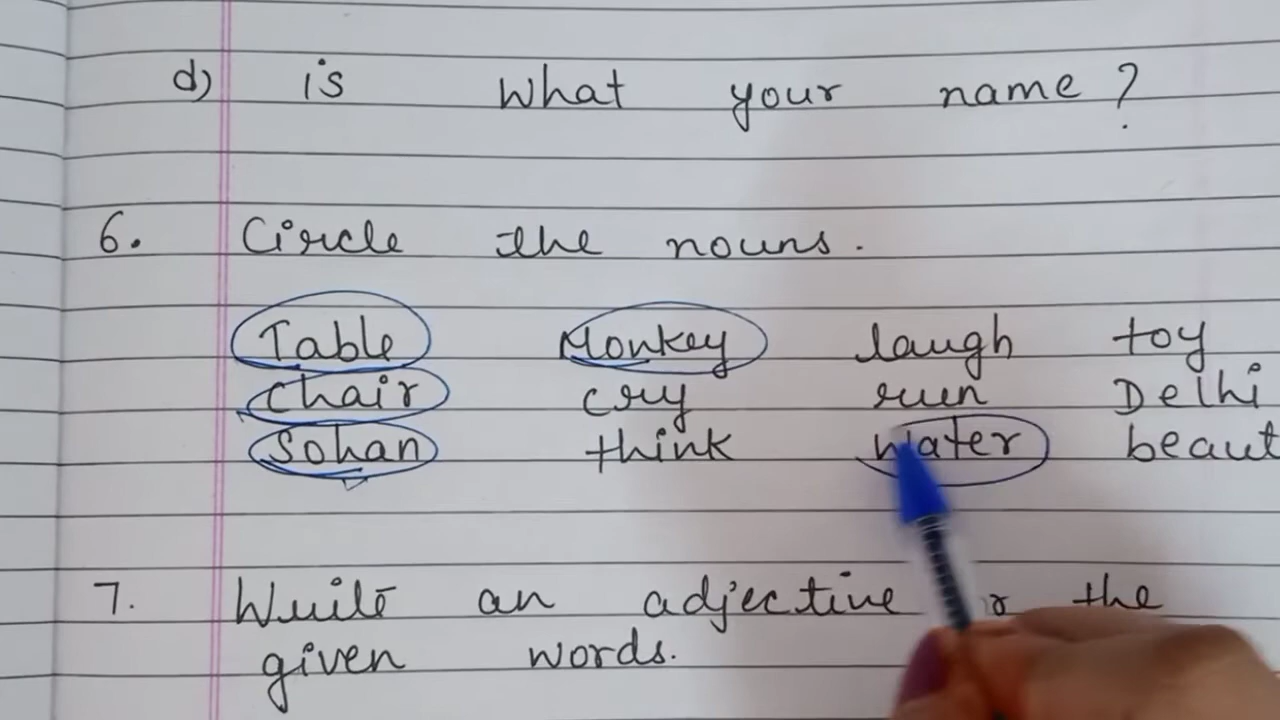 d) is What your name?
6. Circle the nouns.
Table Monkey laugh toy
Chair cry run Delhi
Sohan think water
7. Write an adjective the
given words.